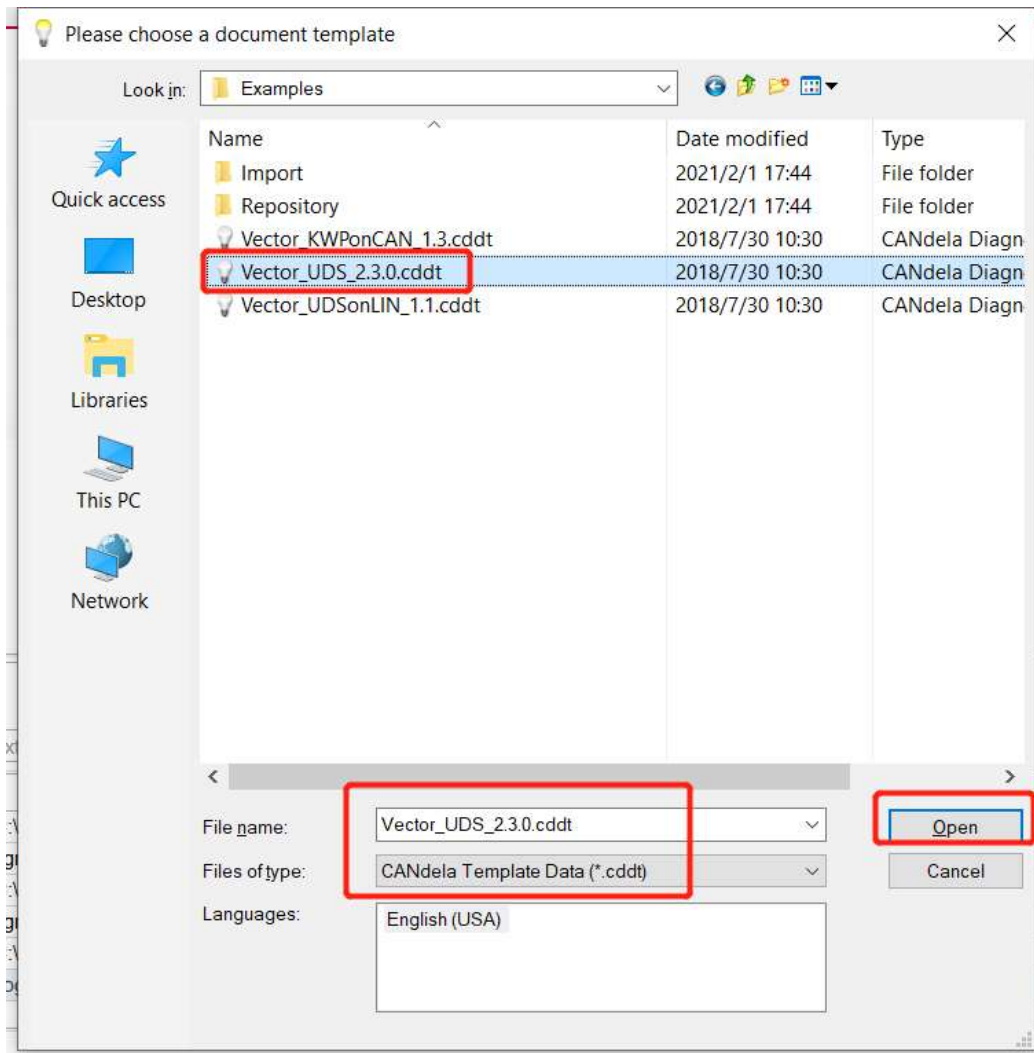 Please choose a document template
Look in: Examples
Name Date modified Type
Import 2021/2/1 17:44 File folder
Repository 2021/2/1 17:44 File folder
Vector_KWPonCAN_1.3.cddt 2018/7/30 10:30 CANdela Diagn
Vector_UDS_2.3.0.cddt 2018/7/30 10:30 CANdela Diagn
Vector_UDSonLIN_1.1.cddt 2018/7/30 10:30 CANdela Diagn
Quick access
Desktop
Libraries
This PC
Network
File name: Vector_UDS_2.3.0.cddt Open
Files of type: CANdela Template Data (*.cddt) Cancel
Languages: English (USA)